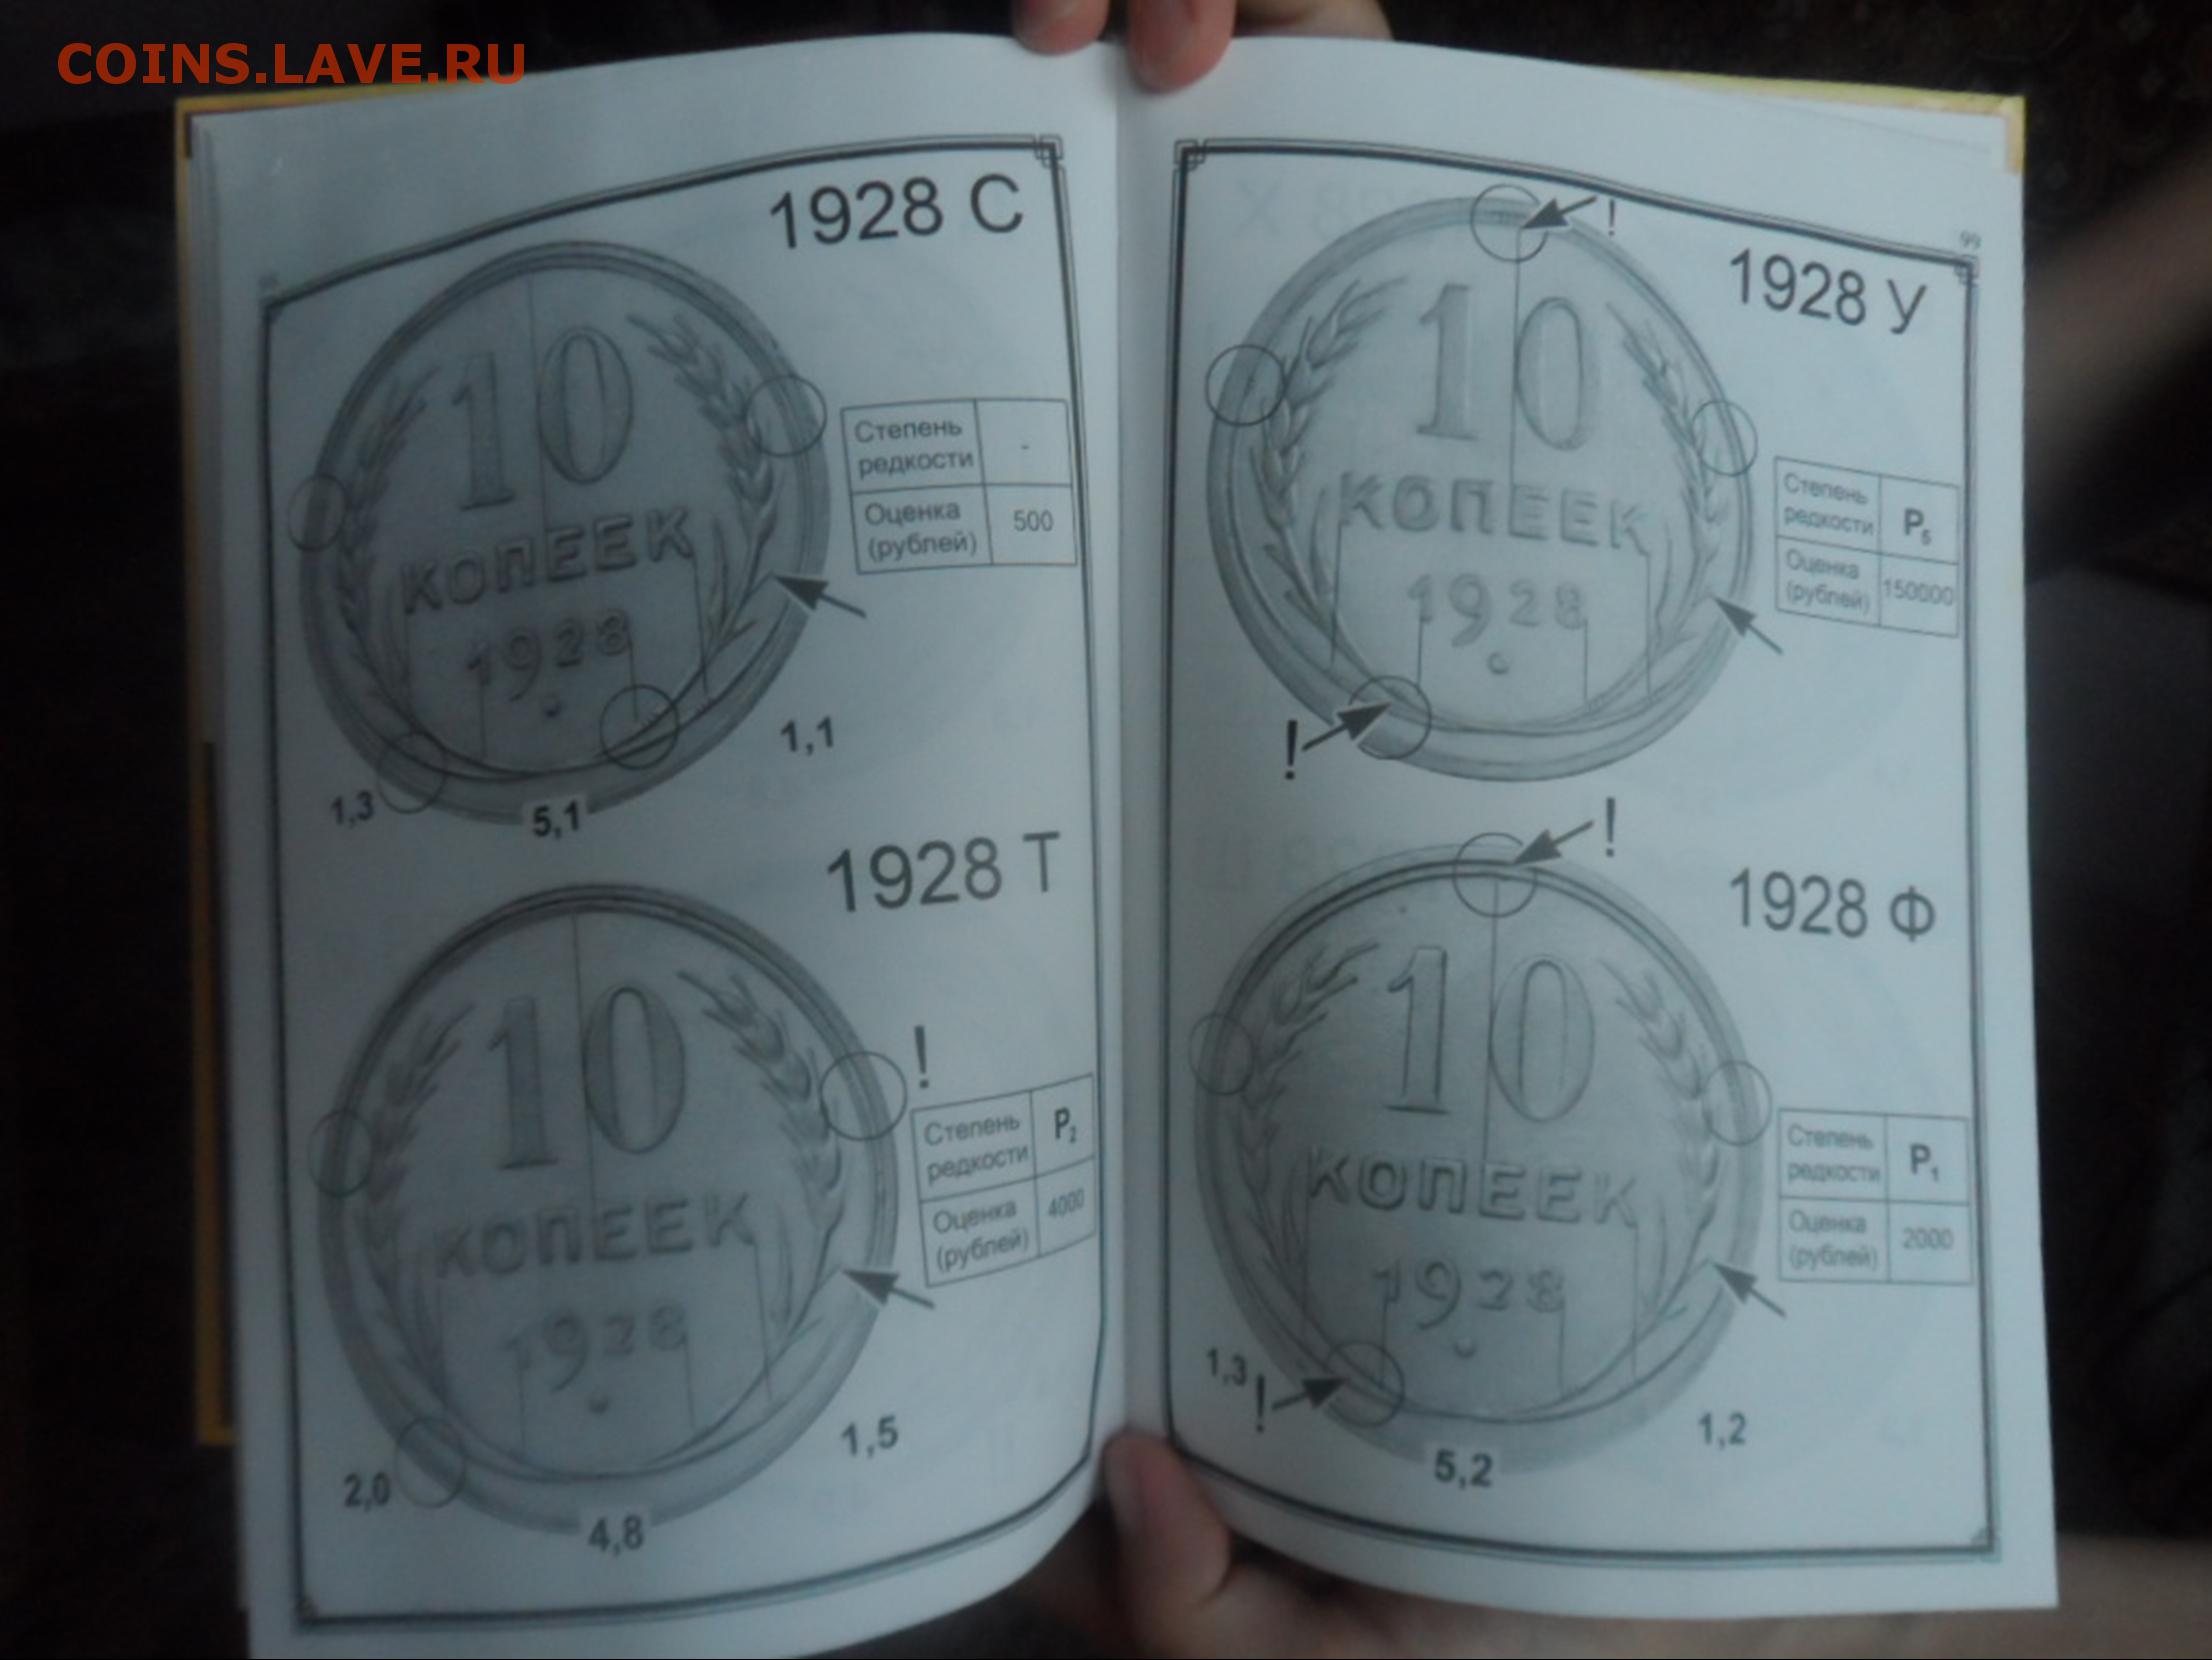 COINS.LAVE.RU
1928 С
10
КОПЕЕК
1928
Степень
редкости
-
Оценка
(рублей)
500
1,3
5,1
1,1
1928 Т
10
КОПЕЕК
1928
!
Степень
редкости
Р₂
Оценка
(рублей)
4000
2,0
4,8
1,5
99
1928 У
!
10
КОПЕЕК
1928
Степень
редкости
Р₅
Оценка
(рублей)
150000
!
1928 Ф
!
10
КОПЕЕК
1928
Степень
редкости
Р₁
Оценка
(рублей)
2000
1,3
!
5,2
1,2